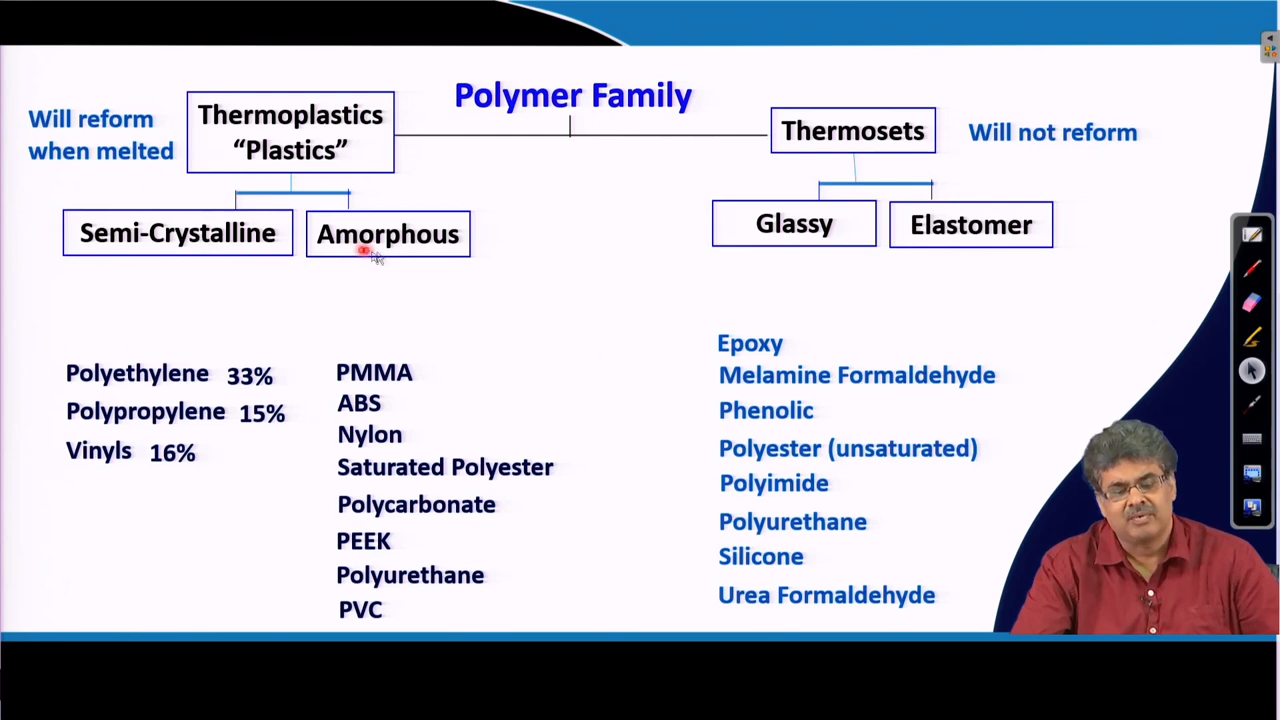 Polymer Family
Will reform
when melted
Thermoplastics
“Plastics”
Thermosets
Will not reform
Semi-Crystalline
Amorphous
Glassy
Elastomer
Polyethylene 33%
Polypropylene 15%
Vinyls 16%
PMMA
ABS
Nylon
Saturated Polyester
Polycarbonate
PEEK
Polyurethane
PVC
Epoxy
Melamine Formaldehyde
Phenolic
Polyester (unsaturated)
Polyimide
Polyurethane
Silicone
Urea Formaldehyde